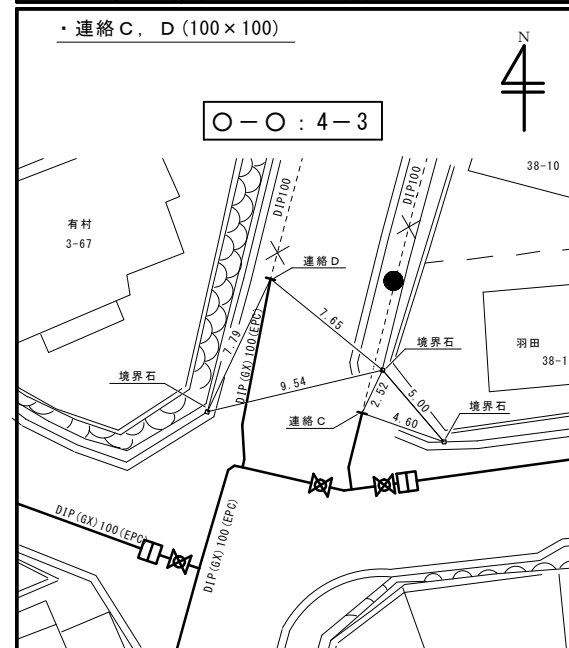 ・連絡C, D(100×100)
N
○-○:4-3
38-10
DIP100
DIP100
有村
3-67
連絡D
7.65
7.79
DIP(GX)100(EPC)
境界石
羽田
38-1
境界石
9.54
2.52
5.00
境界石
連絡C
4.60
DIP(GX)100(EPC)
DIP(GX)100(EPC)